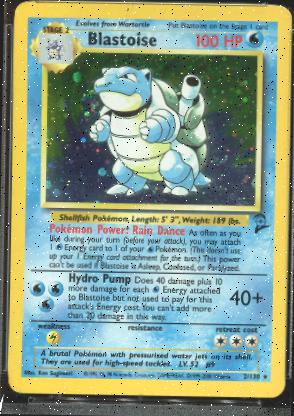 Evolves from Wartortle Put Blastoise on the Stage 1 card
STAGE 2
Blastoise 100 HP
Shellfish Pokémon, Length: 5' 3", Weight: 189 lbs.
Pokémon Power: Rain Dance As often as you
like during your turn (before your attack), you may attach
1 Energy card to 1 of your Pokémon. (This doesn't use
up your 1 Energy card attachment for the turn.) This power
can't be used if Blastoise is Asleep, Confused, or Paralyzed.
Hydro Pump Does 40 damage plus 10
more damage for each Energy attached
to Blastoise but not used to pay for this
attack's Energy cost. You can't add more
than 20 damage in this way.
40+
weakness resistance retreat cost
A brutal Pokémon with pressurized water jets on its shell.
They are used for high-speed tackles. LV. 52
Illus. Ken Sugimori
2/130